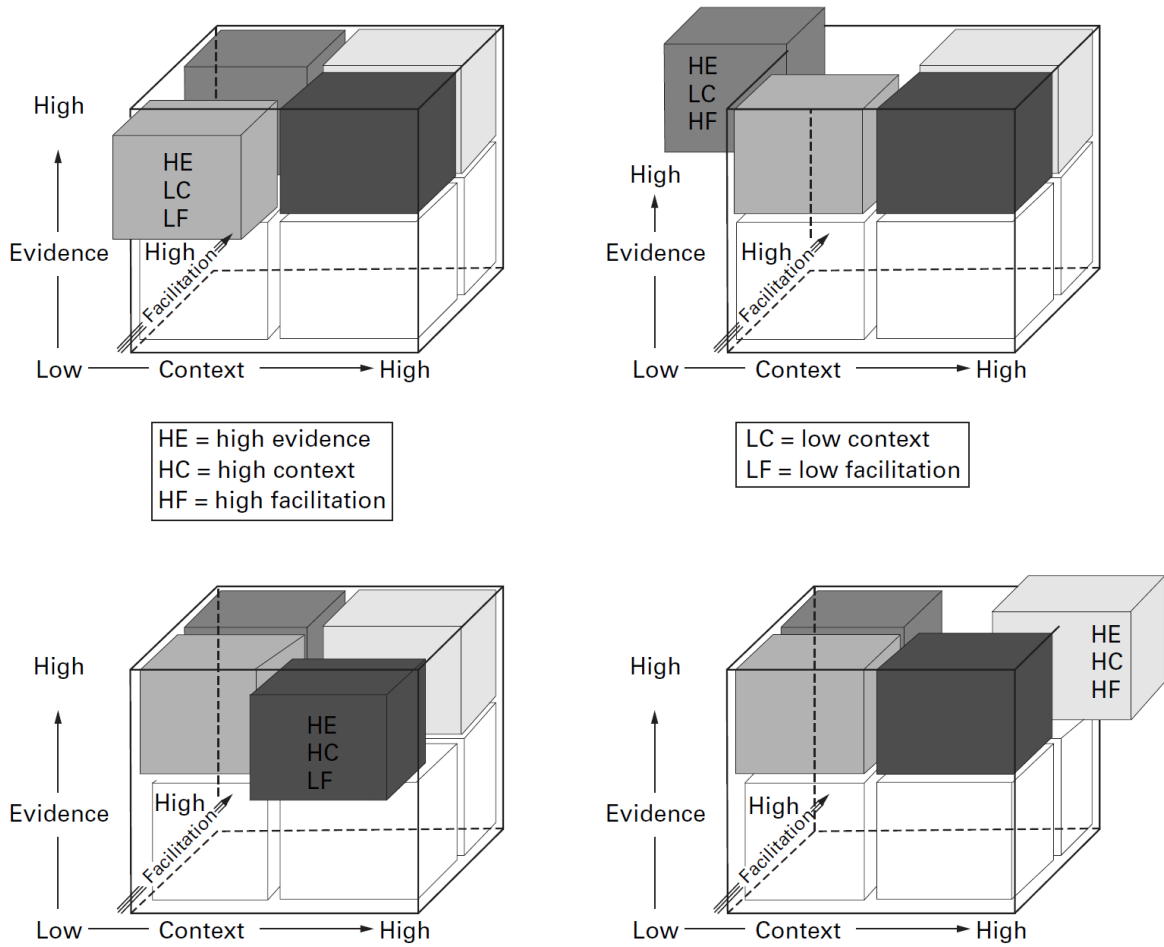 High
HE
LC
LF
Evidence
High
Facilitation
Low
Context
High
HE
LC
HF
High
Evidence
High
Facilitation
Low
Context
High
HE = high evidence
HC = high context
HF = high facilitation
LC = low context
LF = low facilitation
High
HE
HC
LF
Evidence
High
Facilitation
Low
Context
High
High
HE
HC
HF
Evidence
High
Facilitation
Low
Context
High